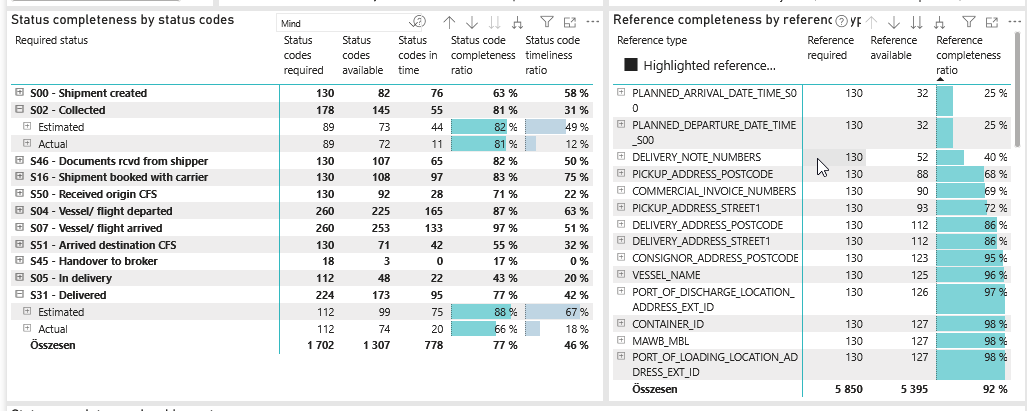 Status completeness by status codes
Mind
Required status
Status codes required
Status codes available
Status codes in time
Status code completeness ratio
Status code timeliness ratio
S00 - Shipment created 130 82 76 63 % 58 %
S02 - Collected 178 145 55 81 % 31 %
Estimated 89 73 44 82 % 49 %
Actual 89 72 11 81 % 12 %
S46 - Documents rcvd from shipper 130 107 65 82 % 50 %
S16 - Shipment booked with carrier 130 108 97 83 % 75 %
S50 - Received origin CFS 130 92 28 71 % 22 %
S04 - Vessel/ flight departed 260 225 165 87 % 63 %
S07 - Vessel/ flight arrived 260 253 133 97 % 51 %
S51 - Arrived destination CFS 130 71 42 55 % 32 %
S45 - Handover to broker 18 3 0 17 % 0 %
S05 - In delivery 112 48 22 43 % 20 %
S31 - Delivered 224 173 95 77 % 42 %
Estimated 112 99 75 88 % 67 %
Actual 112 74 20 66 % 18 %
Összesen 1 702 1 307 778 77 % 46 %
Reference completeness by referenc yp
Reference type
Reference required
Reference available
Reference completeness ratio
Highlighted reference...
PLANNED_ARRIVAL_DATE_TIME_S0 130 32 25 %
0
PLANNED_DEPARTURE_DATE_TIME 130 32 25 %
_S00
DELIVERY_NOTE_NUMBERS 130 52 40 %
PICKUP_ADDRESS_POSTCODE 130 88 68 %
COMMERCIAL_INVOICE_NUMBERS 130 90 69 %
PICKUP_ADDRESS_STREET1 130 93 72 %
DELIVERY_ADDRESS_POSTCODE 130 112 86 %
DELIVERY_ADDRESS_STREET1 130 112 86 %
CONSIGNOR_ADDRESS_POSTCODE 130 123 95 %
VESSEL_NAME 130 125 96 %
PORT_OF_DISCHARGE_LOCATION_ 130 126 97 %
ADDRESS_EXT_ID
CONTAINER_ID 130 127 98 %
MAWB_MBL 130 127 98 %
PORT_OF_LOADING_LOCATION_AD 130 127 98 %
DRESS_EXT_ID
Összesen 5 850 5 395 92 %